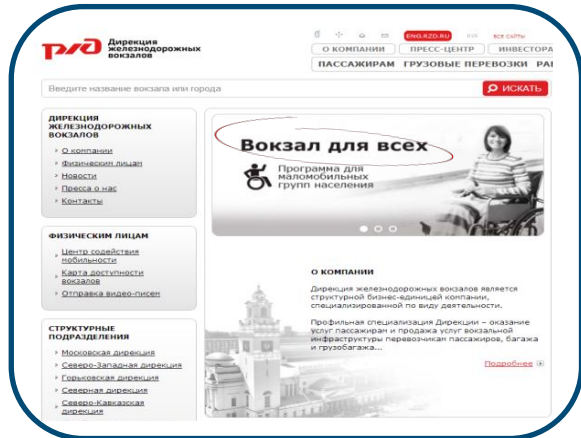 Дирекция
железнодорожных
вокзалов
ENG.RZD.RU
все сайты
О КОМПАНИИ
ПРЕСС-ЦЕНТР
ИНВЕСТОРА
ПАССАЖИРАМ ГРУЗОВЫЕ ПЕРЕВОЗКИ РАІ
Введите название вокзала или города
ИСКАТЬ
ДИРЕКЦИЯ
ЖЕЛЕЗНОДОРОЖНЫХ
ВОКЗАЛОВ
О компании
Физическим лицам
Новости
Пресса о нас
Контакты
Вокзал для всех
Программа для
маломобильных
групп населения
ФИЗИЧЕСКИМ ЛИЦАМ
Центр содействия
мобильности
Карта доступности
вокзалов
Отправка видео-писем
О КОМПАНИИ
Дирекция железнодорожных вокзалов является
структурной бизнес-единицей компании,
специализированной по виду деятельности.
Профильная специализация Дирекции – оказание
услуг пассажирам и продажа услуг вокзальной
инфраструктуры перевозчикам пассажиров, багажа
и грузобагажа...
Подробнее
СТРУКТУРНЫЕ
ПОДРАЗДЕЛЕНИЯ
Московская дирекция
Северо-Западная дирекция
Горьковская дирекция
Северная дирекция
Северо-Кавказская
дирекция